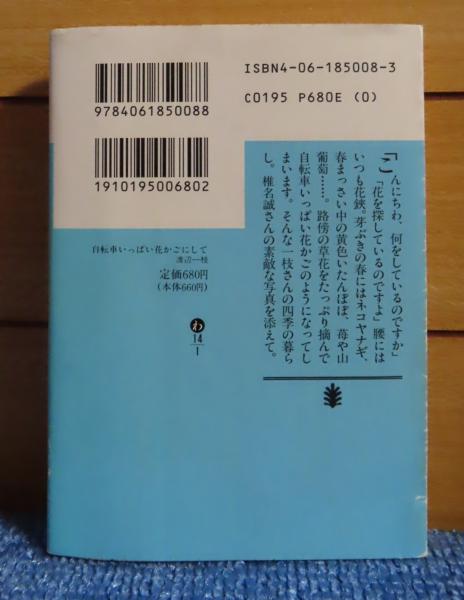 9784061850088
1910195006802
ISBN4-06-185008-3
C0195 P680E (0)
「こんにちわ、何をしているのですか」
「花を探しているのですよ」腰には
いつも花鋏。芽ぶきの春にはネコヤナギ、
春まっさい中の黄色いたんぽぽ、苺や山
葡萄……。路傍の草花をたっぷり摘んで
自転車いっぱい花かごのようになってし
まいます。そんな一枝さんの四季の暮ら
し。椎名誠さんの素敵な写真を添えて。
自転車いっぱい花かごにして
渡辺一枝
定価680円
(本体660円)
わ
14
1